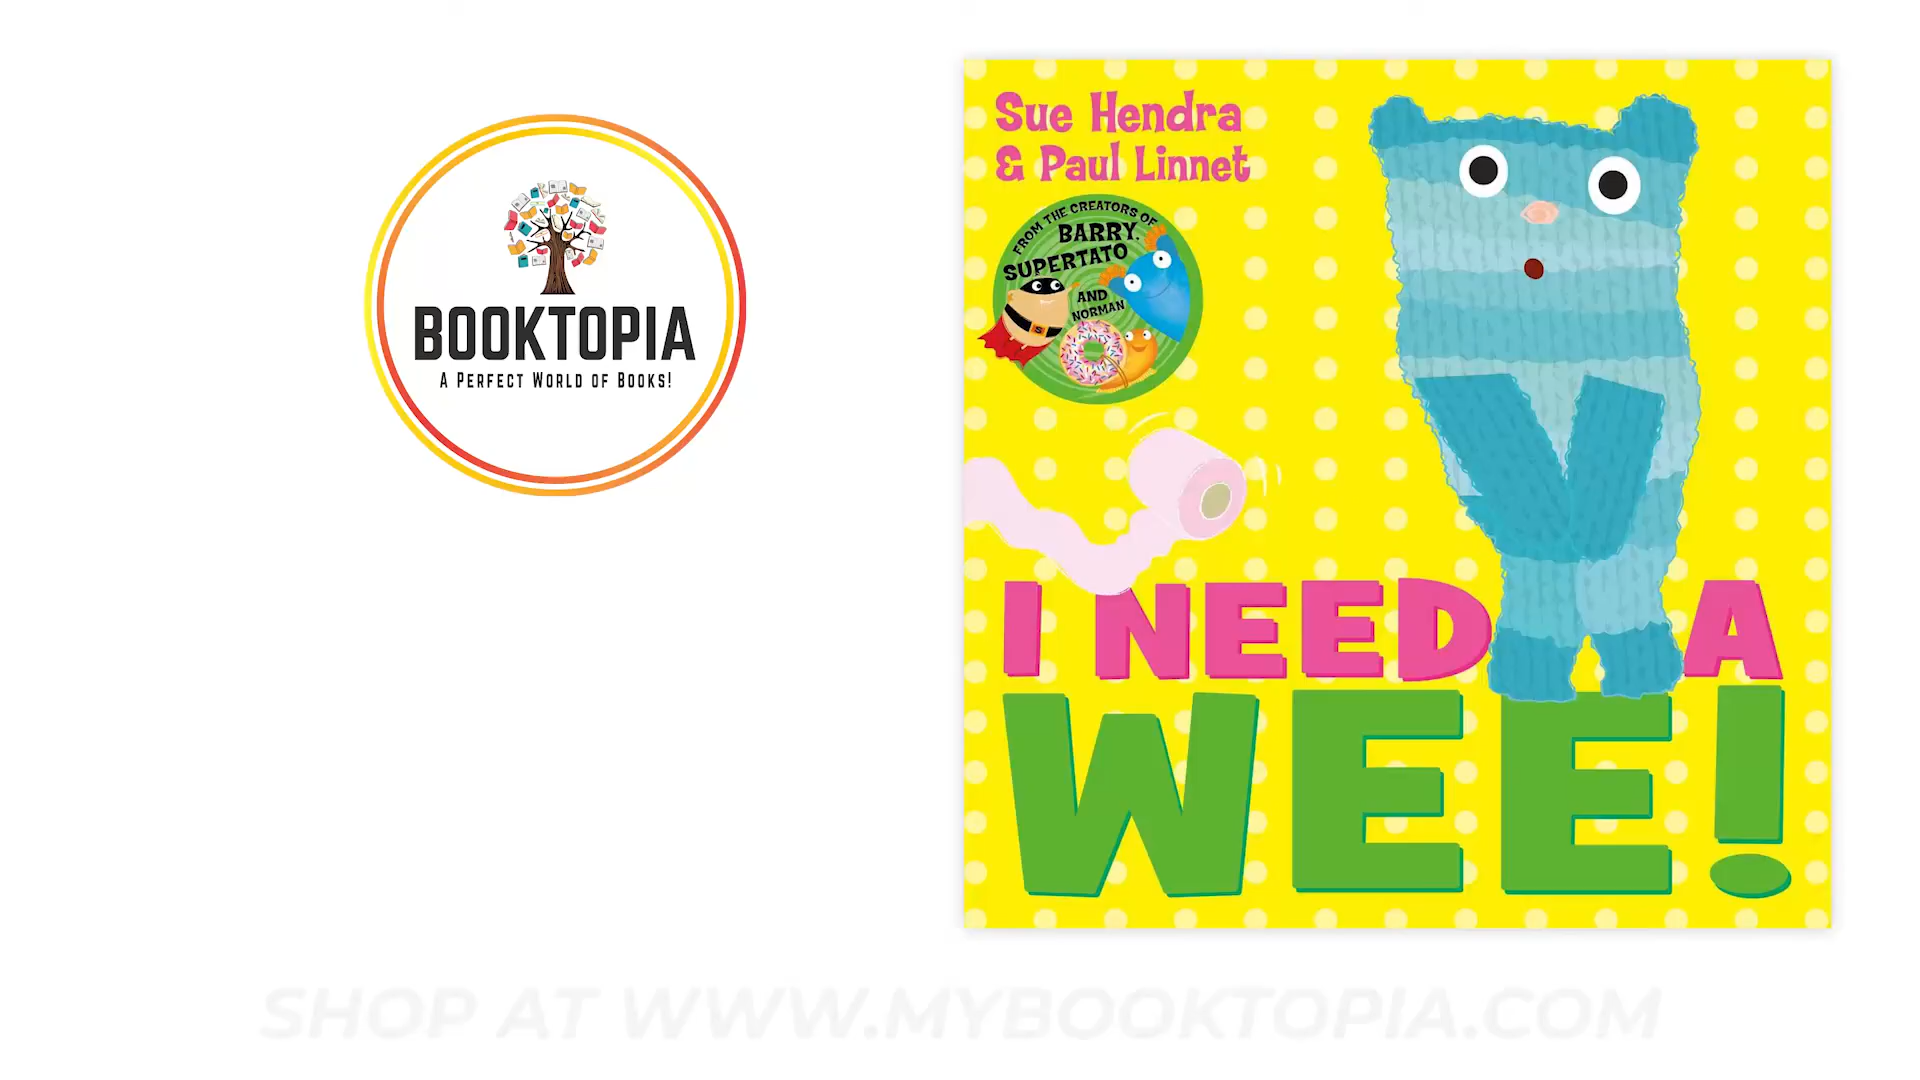 BOOKTOPIA
A PERFECT WORLD OF BOOKS!
Sue Hendra
& Paul Linnet
FROM THE CREATORS OF
BARRY,
SUPERTATO
AND
NORMAN
S
I NEED A
WEE!
SHOP AT WWW.MYBOOKTOPIA.COM